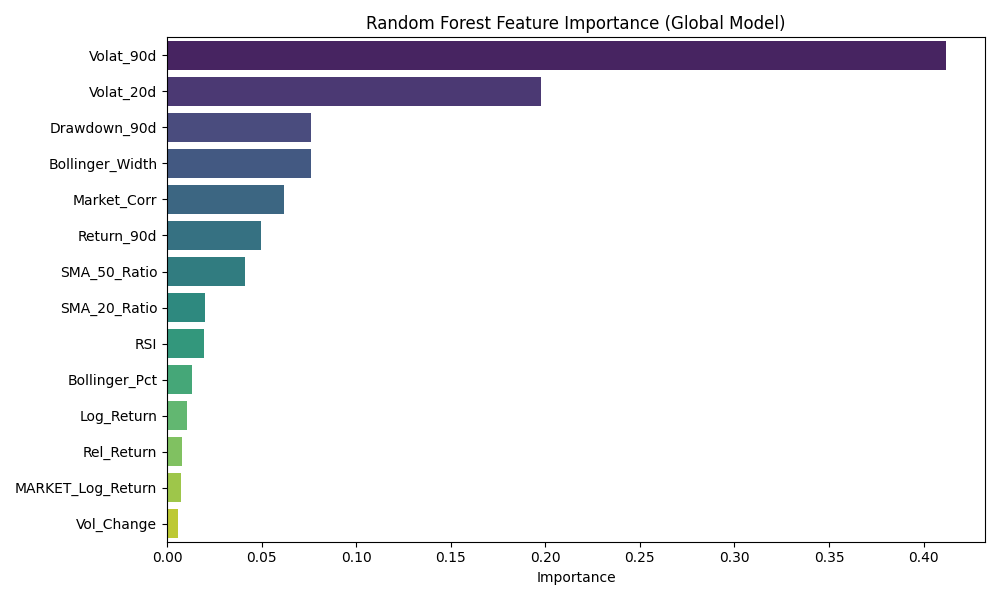 Random Forest Feature Importance (Global Model)
Volat_90d
Volat_20d
Drawdown_90d
Bollinger_Width
Market_Corr
Return_90d
SMA_50_Ratio
SMA_20_Ratio
RSI
Bollinger_Pct
Log_Return
Rel_Return
MARKET_Log_Return
Vol_Change
0.00 0.05 0.10 0.15 0.20 0.25 0.30 0.35 0.40
Importance